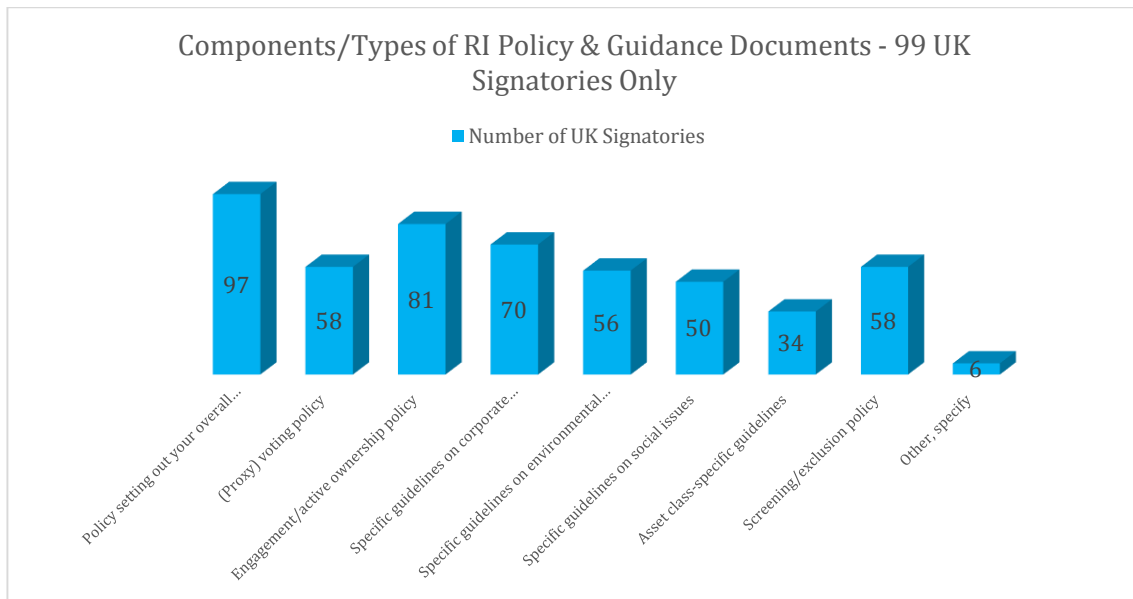 Components/Types of RI Policy & Guidance Documents - 99 UK
Signatories Only
Number of UK Signatories
97
58
81
70
56
50
34
58
6
Policy setting out your overall...
(Proxy) voting policy
Engagement/active ownership policy
Specific guidelines on corporate...
Specific guidelines on environmental...
Specific guidelines on social issues
Asset class-specific guidelines
Screening/exclusion policy
Other, specify